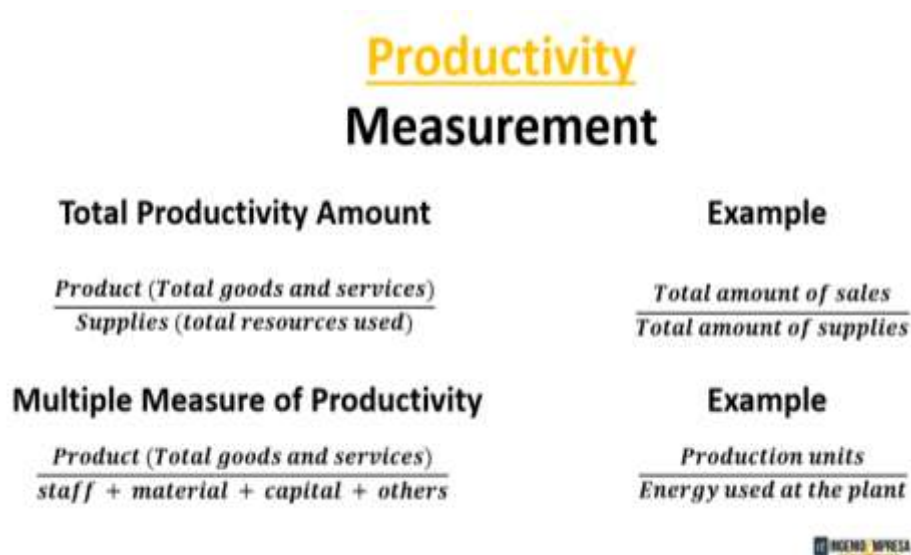 Productivity
Measurement
Total Productivity Amount
Example
Product (Total goods and services)
Supplies (total resources used)
Total amount of sales
Total amount of supplies
Multiple Measure of Productivity
Example
Product (Total goods and services)
staff + material + capital + others
Production units
Energy used at the plant
INGENIO EMPRESA